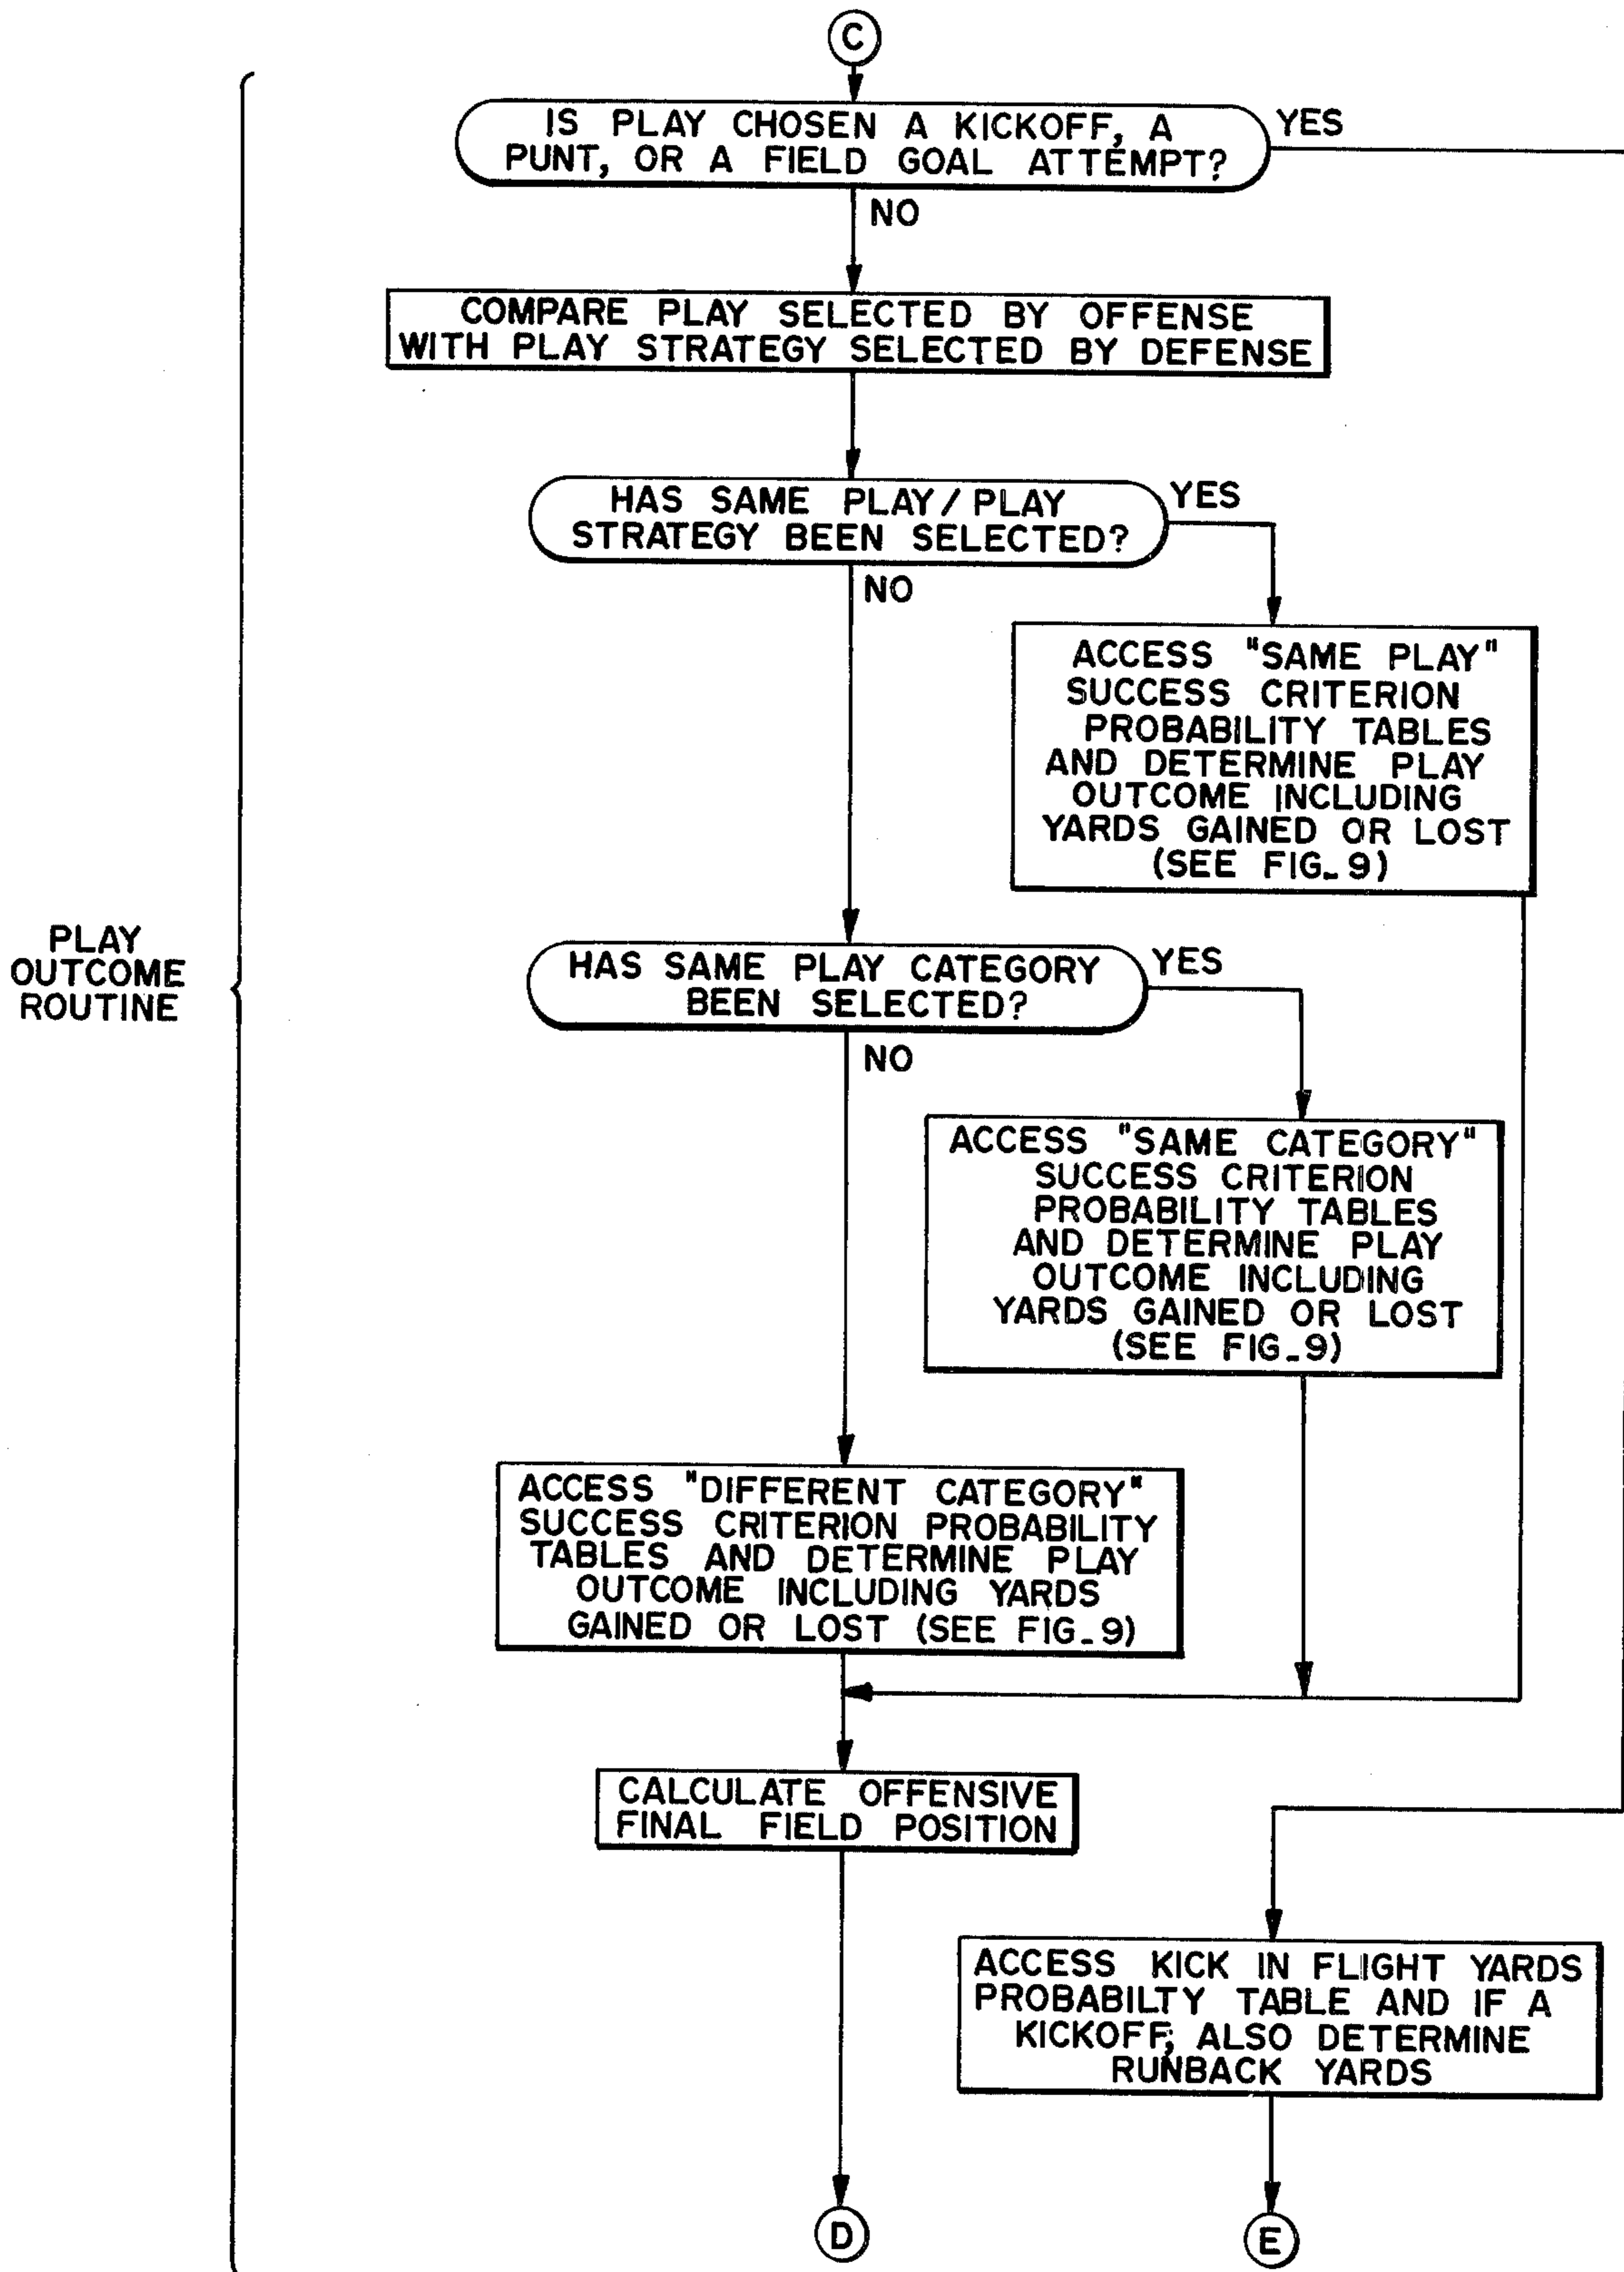 C
IS PLAY CHOSEN A KICKOFF, A
PUNT, OR A FIELD GOAL ATTEMPT?
YES
NO
COMPARE PLAY SELECTED BY OFFENSE
WITH PLAY STRATEGY SELECTED BY DEFENSE
HAS SAME PLAY/PLAY
STRATEGY BEEN SELECTED?
YES
NO
ACCESS "SAME PLAY"
SUCCESS CRITERION
PROBABILITY TABLES
AND DETERMINE PLAY
OUTCOME INCLUDING
YARDS GAINED OR LOST
(SEE FIG_9)
PLAY
OUTCOME
ROUTINE
HAS SAME PLAY CATEGORY
BEEN SELECTED?
YES
NO
ACCESS "SAME CATEGORY"
SUCCESS CRITERION
PROBABILITY TABLES
AND DETERMINE PLAY
OUTCOME INCLUDING
YARDS GAINED OR LOST
(SEE FIG_9)
ACCESS "DIFFERENT CATEGORY"
SUCCESS CRITERION PROBABILITY
TABLES AND DETERMINE PLAY
OUTCOME INCLUDING YARDS
GAINED OR LOST (SEE FIG_9)
CALCULATE OFFENSIVE
FINAL FIELD POSITION
ACCESS KICK IN FLIGHT YARDS
PROBABILTY TABLE AND IF A
KICKOFF, ALSO DETERMINE
RUNBACK YARDS
D
E